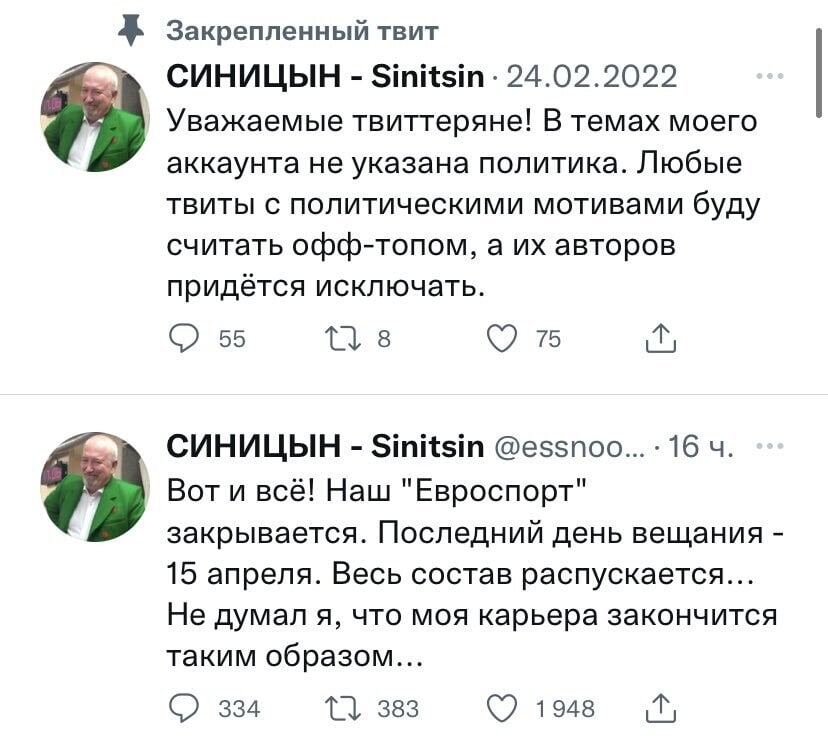 Закрепленный твит
СИНИЦЫН - Sinitsin · 24.02.2022 ...
Уважаемые твиттеряне! В темах моего
аккаунта не указана политика. Любые
твиты с политическими мотивами буду
считать офф-топом, а их авторов
придётся исключать.
55 8 75
СИНИЦЫН - Sinitsin @essnoo... · 16 ч. ...
Вот и всё! Наш "Евроспорт"
закрывается. Последний день вещания -
15 апреля. Весь состав распускается...
Не думал я, что моя карьера закончится
таким образом...
334 383 1 948